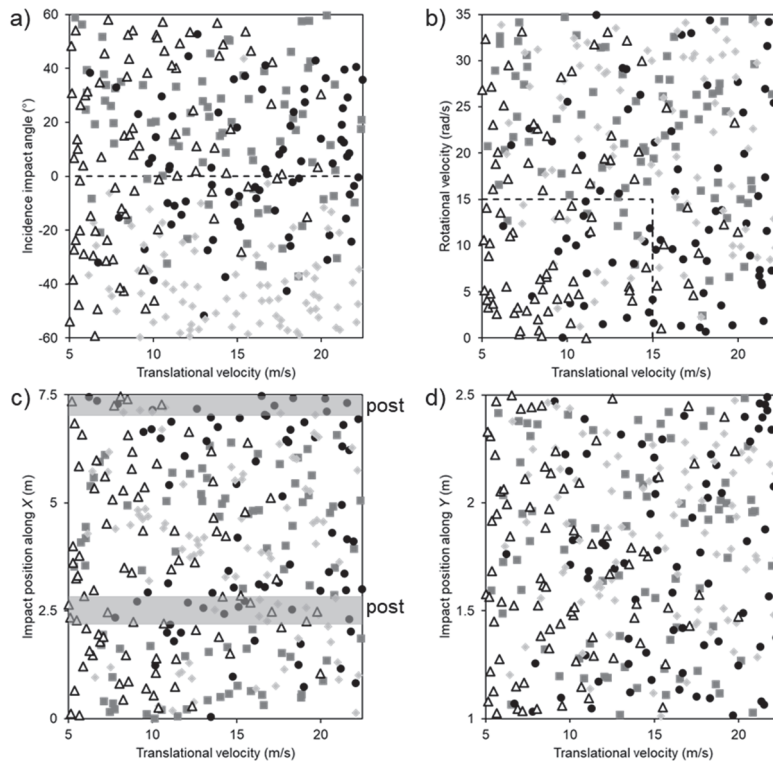 a)
60
40
20
0
-20
-40
-60
Incidence impact angle (°)
5
10
15
20
Translational velocity (m/s)
b)
35
30
25
20
15
10
5
0
Rotational velocity (rad/s)
5
10
15
20
Translational velocity (m/s)
c)
7.5
5
2.5
0
Impact position along X (m)
post
post
5
10
15
20
Translational velocity (m/s)
d)
2.5
2
1.5
1
Impact position along Y (m)
5
10
15
20
Translational velocity (m/s)